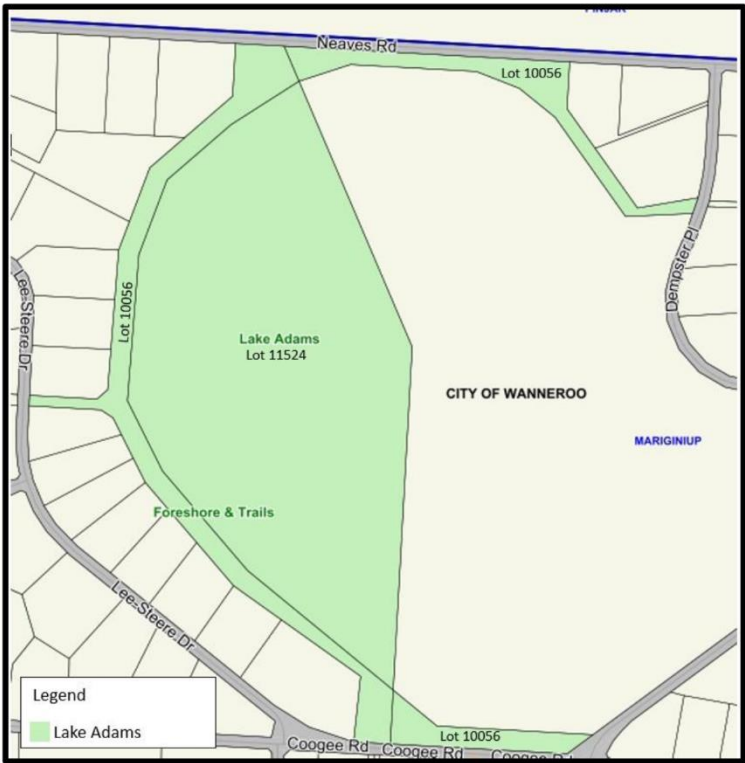 Neaves Rd
Lot 10056
Lee-Steere Dr
Lot 10056
Dempster Pl
Lake Adams
Lot 11524
CITY OF WANNEROO
MARIGINIUP
Foreshore & Trails
Lee-Steere Dr
Legend
Lake Adams
Lot 10056
Coogee Rd
Coogee Rd